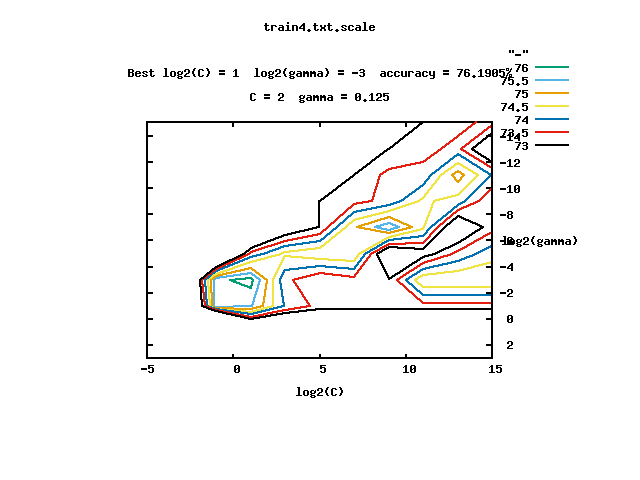 train4.txt.scale
"-"
76
Best log2(C) = 1  log2(gamma) = -3  accuracy = 76.1905%
75.5
75
C = 2  gamma = 0.125
74.5
74
73.5
73
-14
-12
-10
-8
-6
log2(gamma)
-4
-2
0
2
-5 0 5 10 15
log2(C)